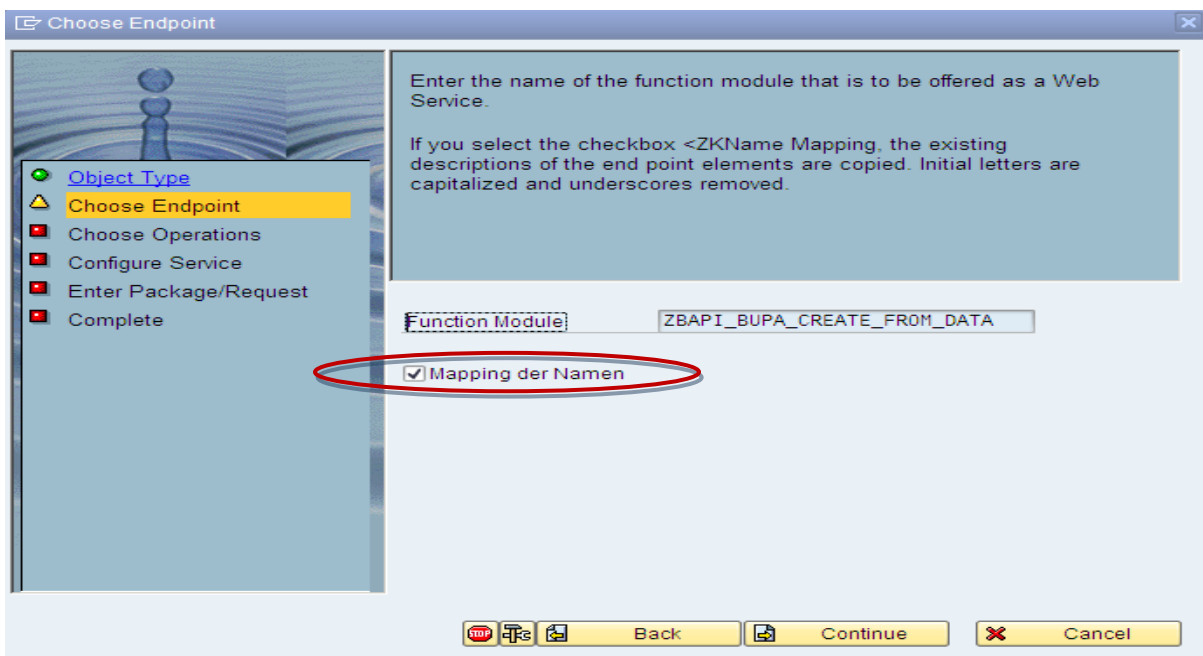 Choose Endpoint
Enter the name of the function module that is to be offered as a Web
Service.
If you select the checkbox <ZKName Mapping, the existing
descriptions of the end point elements are copied. Initial letters are
capitalized and underscores removed.
Object Type
Choose Endpoint
Choose Operations
Configure Service
Enter Package/Request
Complete
Function Module ZBAPI_BUPA_CREATE_FROM_DATA
Mapping der Namen
STOP Back Continue Cancel